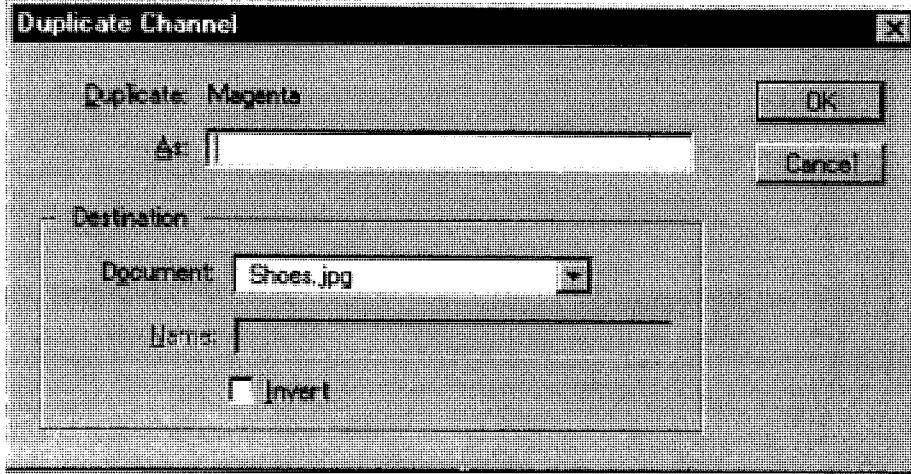 Duplicate Channel
Duplicate: Magenta
OK
As:
Cancel
Destination
Document: Shoes.jpg
Name:
Invert